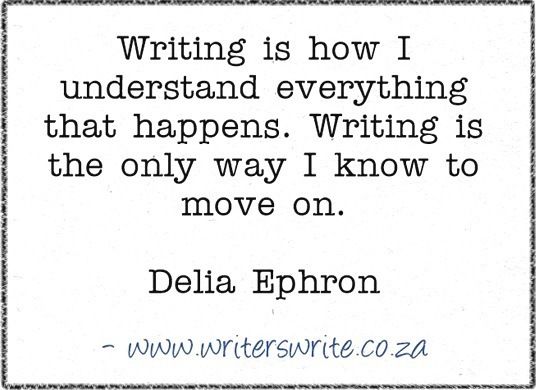 Writing is how I
understand everything
that happens. Writing is
the only way I know to
move on.
Delia Ephron
- www.writerswrite.co.za